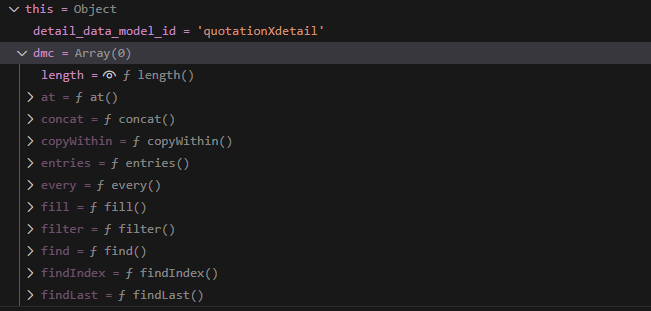 this = Object
detail_data_model_id = 'quotationXdetail'
dmc = Array(0)
length = ƒ length()
at = ƒ at()
concat = ƒ concat()
copyWithin = ƒ copyWithin()
entries = ƒ entries()
every = ƒ every()
fill = ƒ fill()
filter = ƒ filter()
find = ƒ find()
findIndex = ƒ findIndex()
findLast = ƒ findLast()